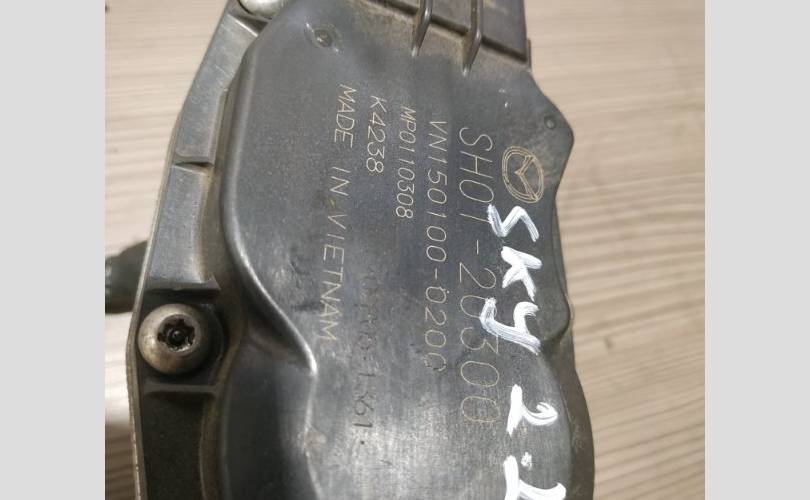 SH01-20300
VN150100-0200
MP0110308
K4238
MADE IN VIETNAM
SKY 2.2